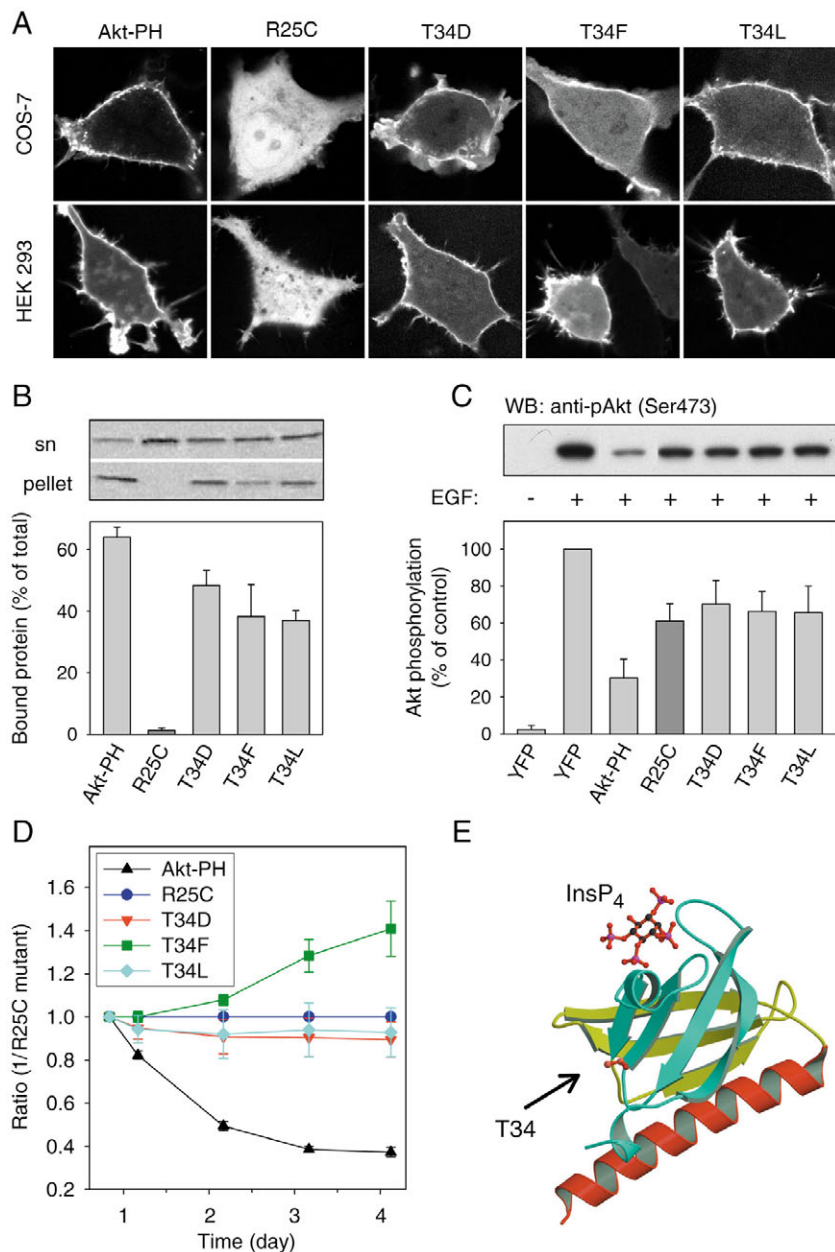 A
Akt-PH R25C T34D T34F T34L
COS-7
HEK 293
B
sn
pellet
Bound protein (% of total)
60
40
20
0
Akt-PH R25C T34D T34F T34L
C
WB: anti-pAkt (Ser473)
EGF: - + + + + + +
Akt phosphorylation
(% of control)
100
80
60
40
20
0
YFP YFP Akt-PH R25C T34D T34F T34L
D
Akt-PH
R25C
T34D
T34F
T34L
Ratio (1/R25C mutant)
1.6
1.4
1.2
1.0
0.8
0.6
0.4
0.2
1 2 3 4
Time (day)
E
InsP4
T34